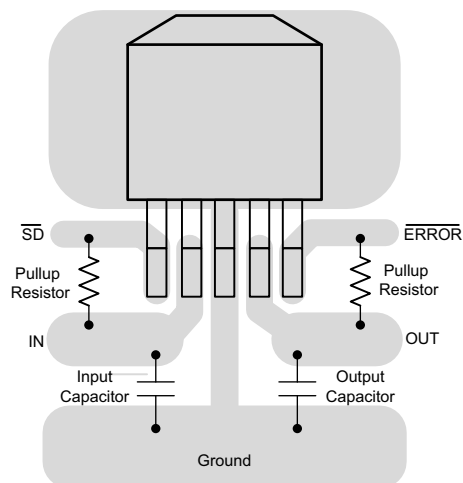 SD
ERROR
Pullup
Resistor
Pullup
Resistor
IN
OUT
Input
Capacitor
Output
Capacitor
Ground